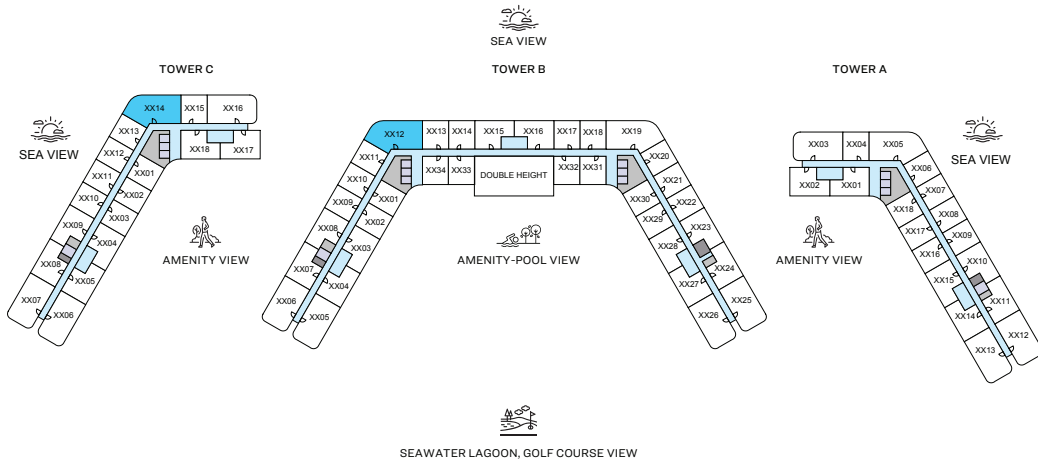 SEA VIEW
TOWER C
TOWER B
TOWER A
SEA VIEW
SEA VIEW
AMENITY VIEW
AMENITY-POOL VIEW
AMENITY VIEW
DOUBLE HEIGHT
XX14
XX15
XX16
XX13
XX18
XX17
XX12
XX01
XX11
XX02
XX10
XX03
XX09
XX04
XX08
XX05
XX07
XX06
XX12
XX13
XX14
XX15
XX16
XX17
XX18
XX19
XX11
XX34
XX33
XX32
XX31
XX20
XX10
XX01
XX30
XX21
XX02
XX29
XX22
XX08
XX03
XX28
XX23
XX07
XX04
XX27
XX24
XX06
XX05
XX26
XX25
XX03
XX04
XX05
XX02
XX01
XX06
XX18
XX07
XX17
XX08
XX16
XX09
XX15
XX10
XX14
XX11
XX13
XX12
SEAWATER LAGOON, GOLF COURSE VIEW